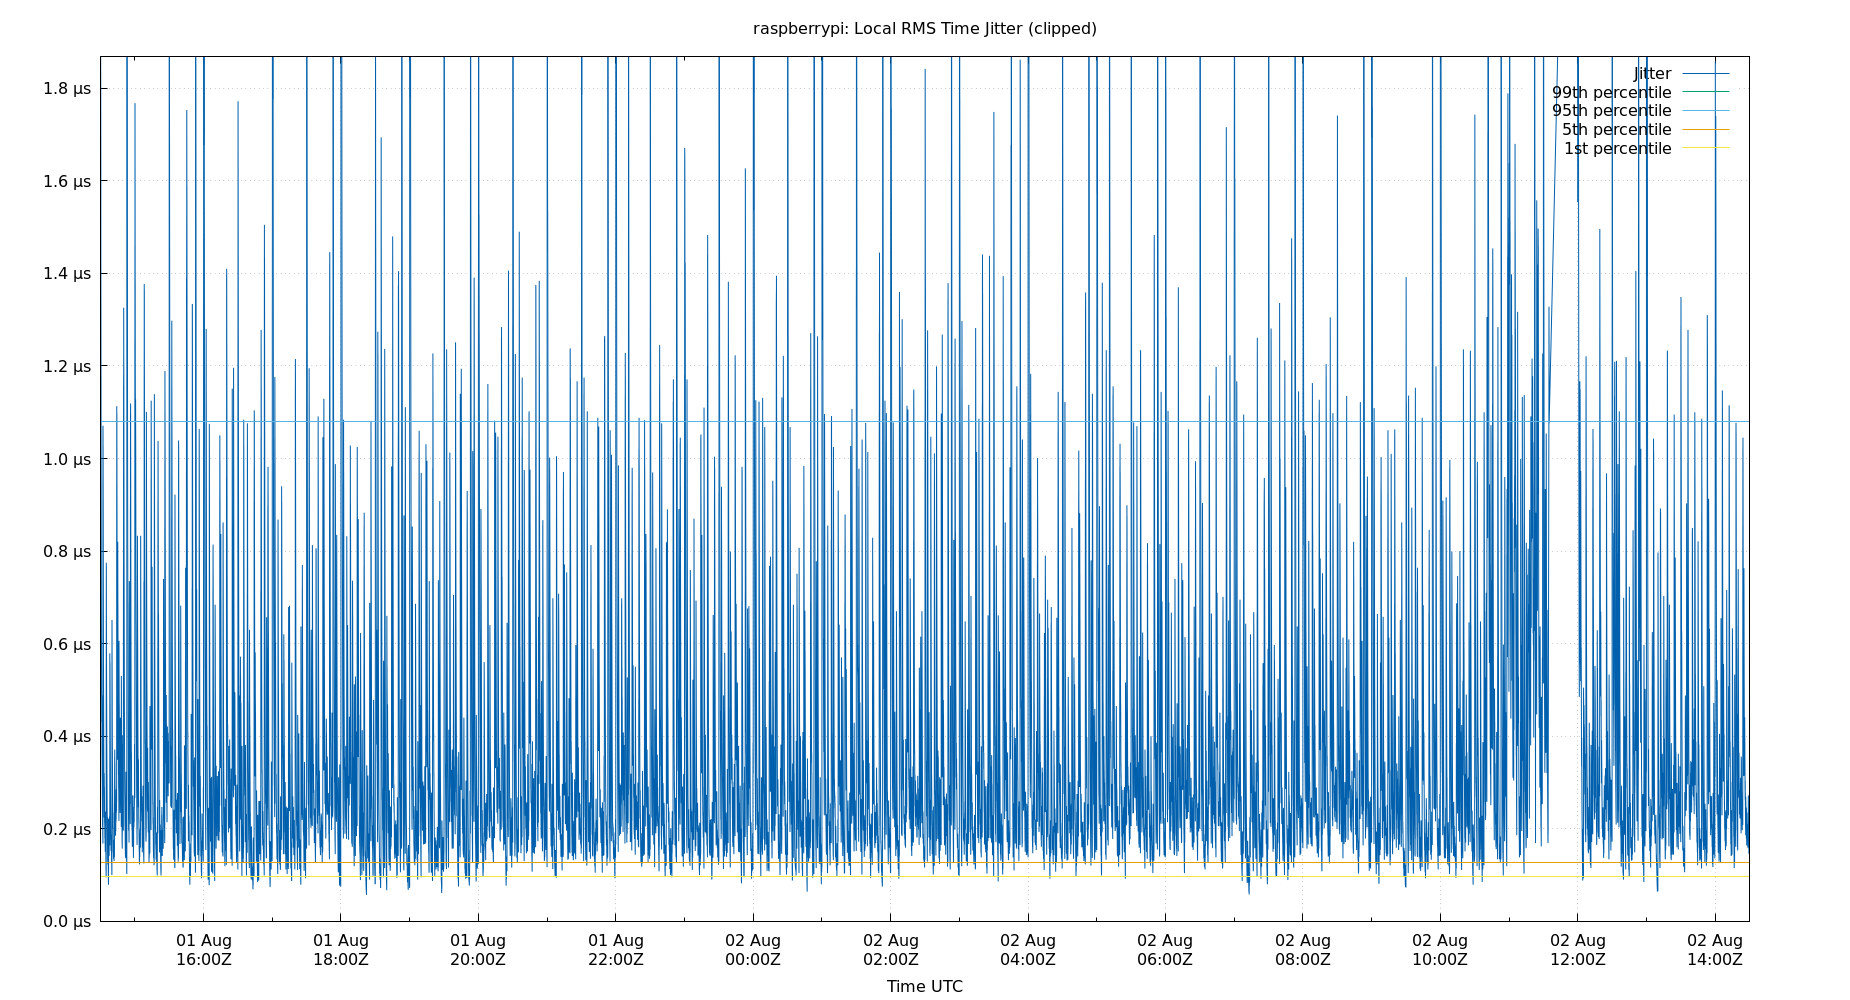 raspberrypi: Local RMS Time Jitter (clipped)
Jitter
99th percentile
95th percentile
5th percentile
1st percentile
1.8 μs
1.6 μs
1.4 μs
1.2 μs
1.0 μs
0.8 μs
0.6 μs
0.4 μs
0.2 μs
0.0 μs
01 Aug 01 Aug 01 Aug 01 Aug 02 Aug 02 Aug 02 Aug 02 Aug 02 Aug 02 Aug 02 Aug 02 Aug
16:00Z 18:00Z 20:00Z 22:00Z 00:00Z 02:00Z 04:00Z 06:00Z 08:00Z 10:00Z 12:00Z 14:00Z
Time UTC